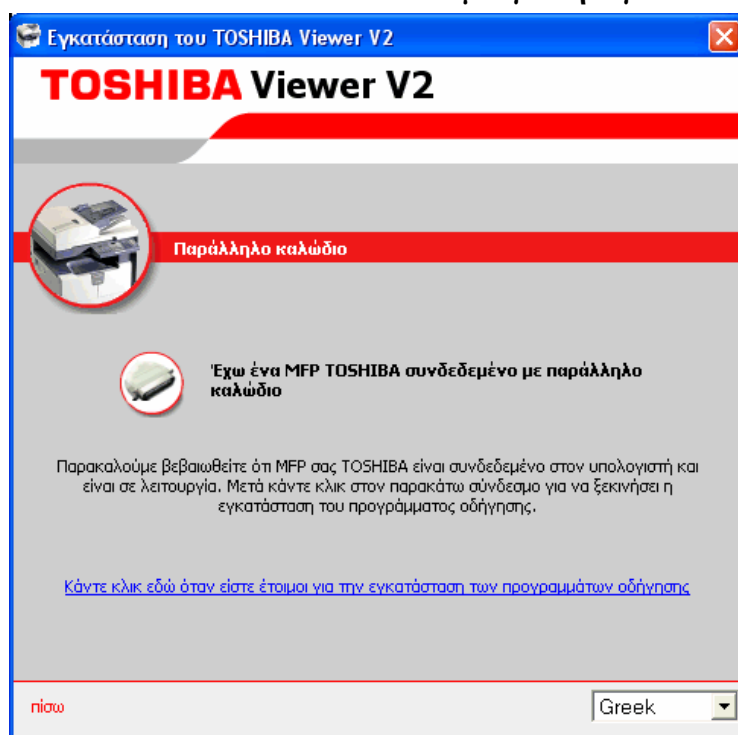 Εγκατάσταση του TOSHIBA Viewer V2
TOSHIBA Viewer V2
Παράλληλο καλώδιο
Έχω ένα MFP TOSHIBA συνδεδεμένο με παράλληλο
καλώδιο
Παρακαλούμε βεβαιωθείτε ότι MFP σας TOSHIBA είναι συνδεδεμένο στον υπολογιστή και
είναι σε λειτουργία. Μετά κάντε κλικ στον παρακάτω σύνδεσμο για να ξεκινήσει η
εγκατάσταση του προγράμματος οδήγησης.
Κάντε κλικ εδώ όταν είστε έτοιμοι για την εγκατάσταση των προγραμμάτων οδήγησης
πίσω
Greek